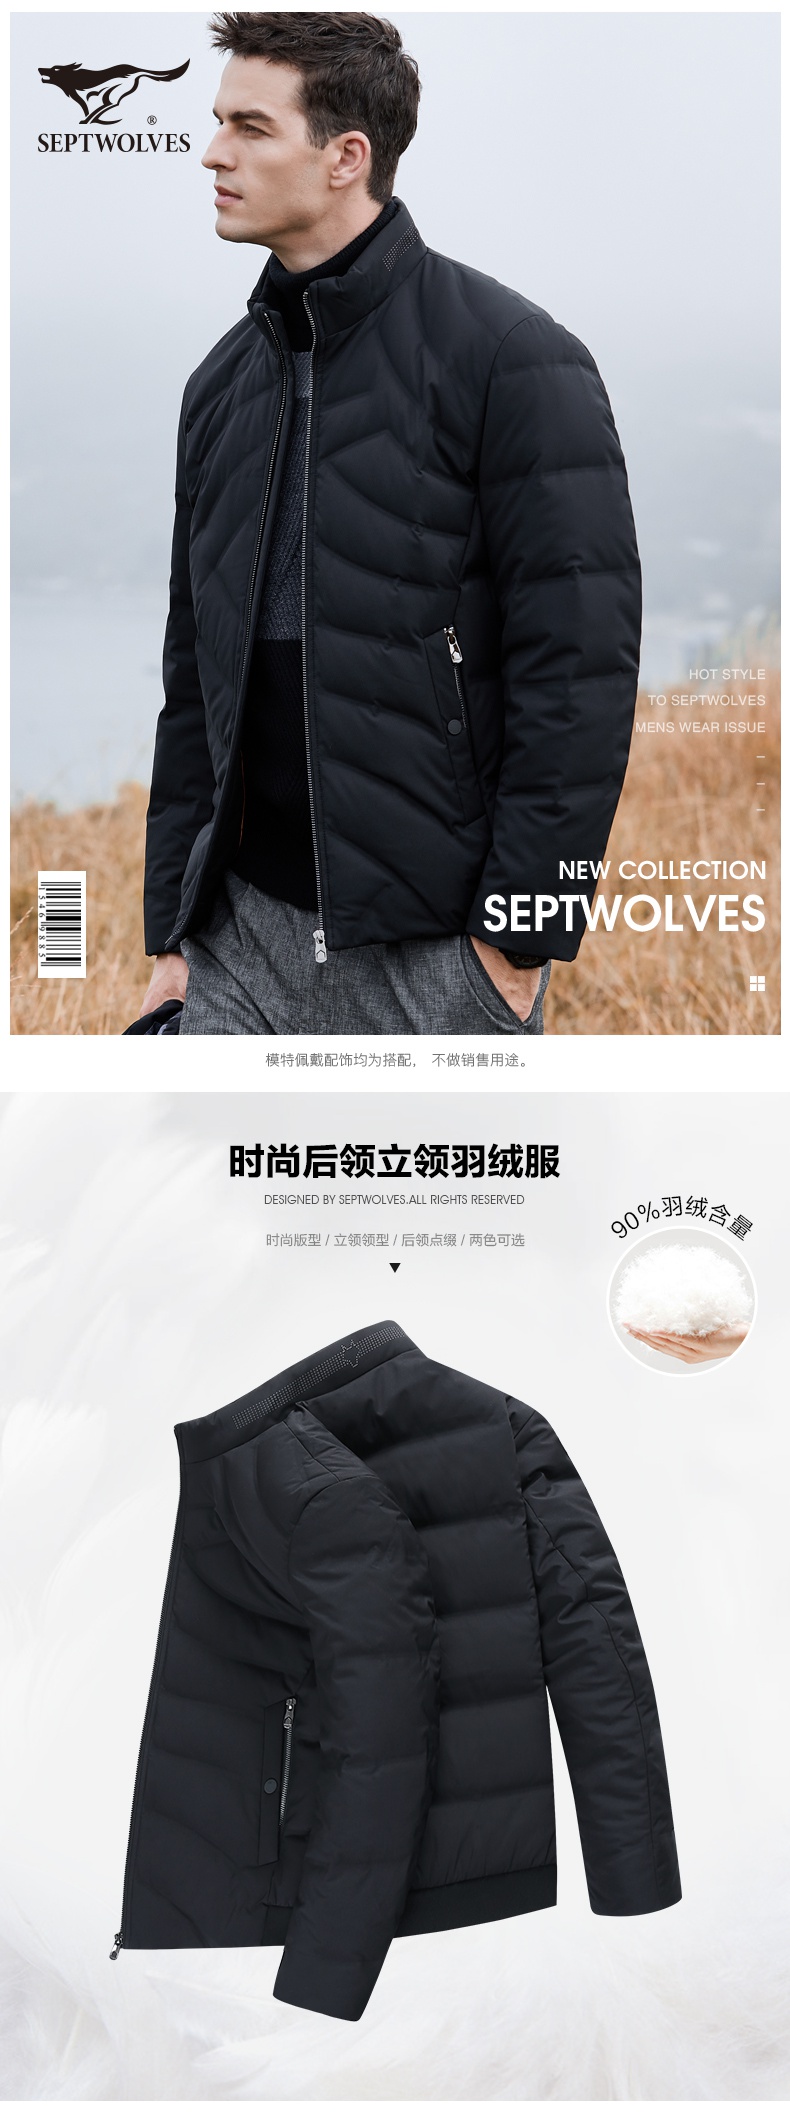 ®
SEPTWOLVES
HOT STYLE
TO SEPTWOLVES
MENS WEAR ISSUE
NEW COLLECTION
SEPTWOLVES
模特佩戴配饰均为搭配， 不做销售用途。
时尚后领立领羽绒服
DESIGNED BY SEPTWOLVES.ALL RIGHTS RESERVED
90%羽绒含量
时尚版型 / 立领领型 / 后领点缀 / 两色可选